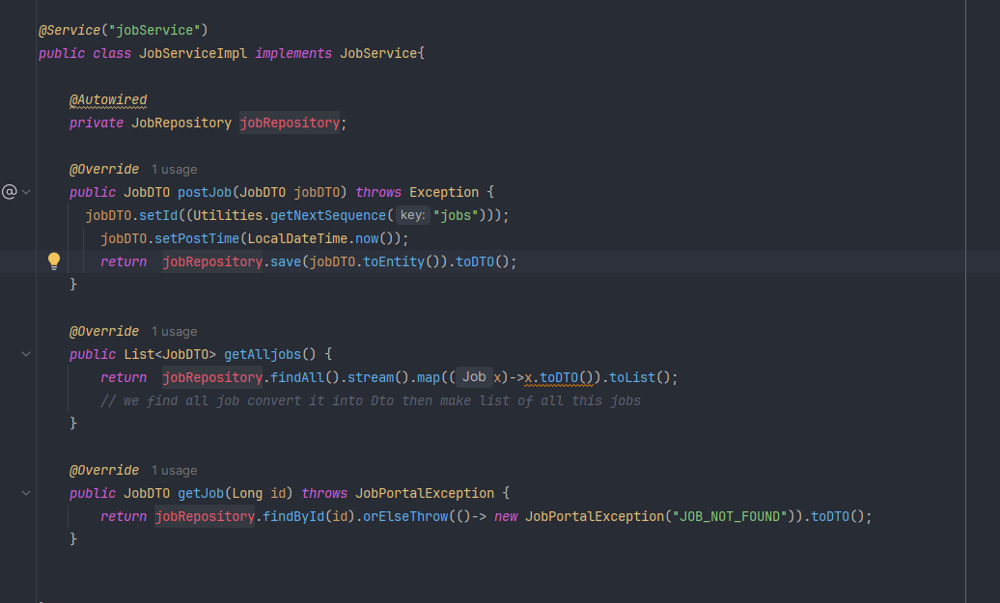 @Service("jobService")
public class JobServiceImpl implements JobService{
@Autowired
private JobRepository jobRepository;
@Override 1 usage
public JobDTO postJob(JobDTO jobDTO) throws Exception {
jobDTO.setId((Utilities.getNextSequence( key: "jobs")));
jobDTO.setPostTime(LocalDateTime.now());
return jobRepository.save(jobDTO.toEntity()).toDTO();
}
@Override 1 usage
public List<JobDTO> getAlljobs() {
return jobRepository.findAll().stream().map(( Job x)->x.toDTO()).toList();
// we find all job convert it into Dto then make list of all this jobs
}
@Override 1 usage
public JobDTO getJob(Long id) throws JobPortalException {
return jobRepository.findById(id).orElseThrow(()-> new JobPortalException("JOB_NOT_FOUND")).toDTO();
}